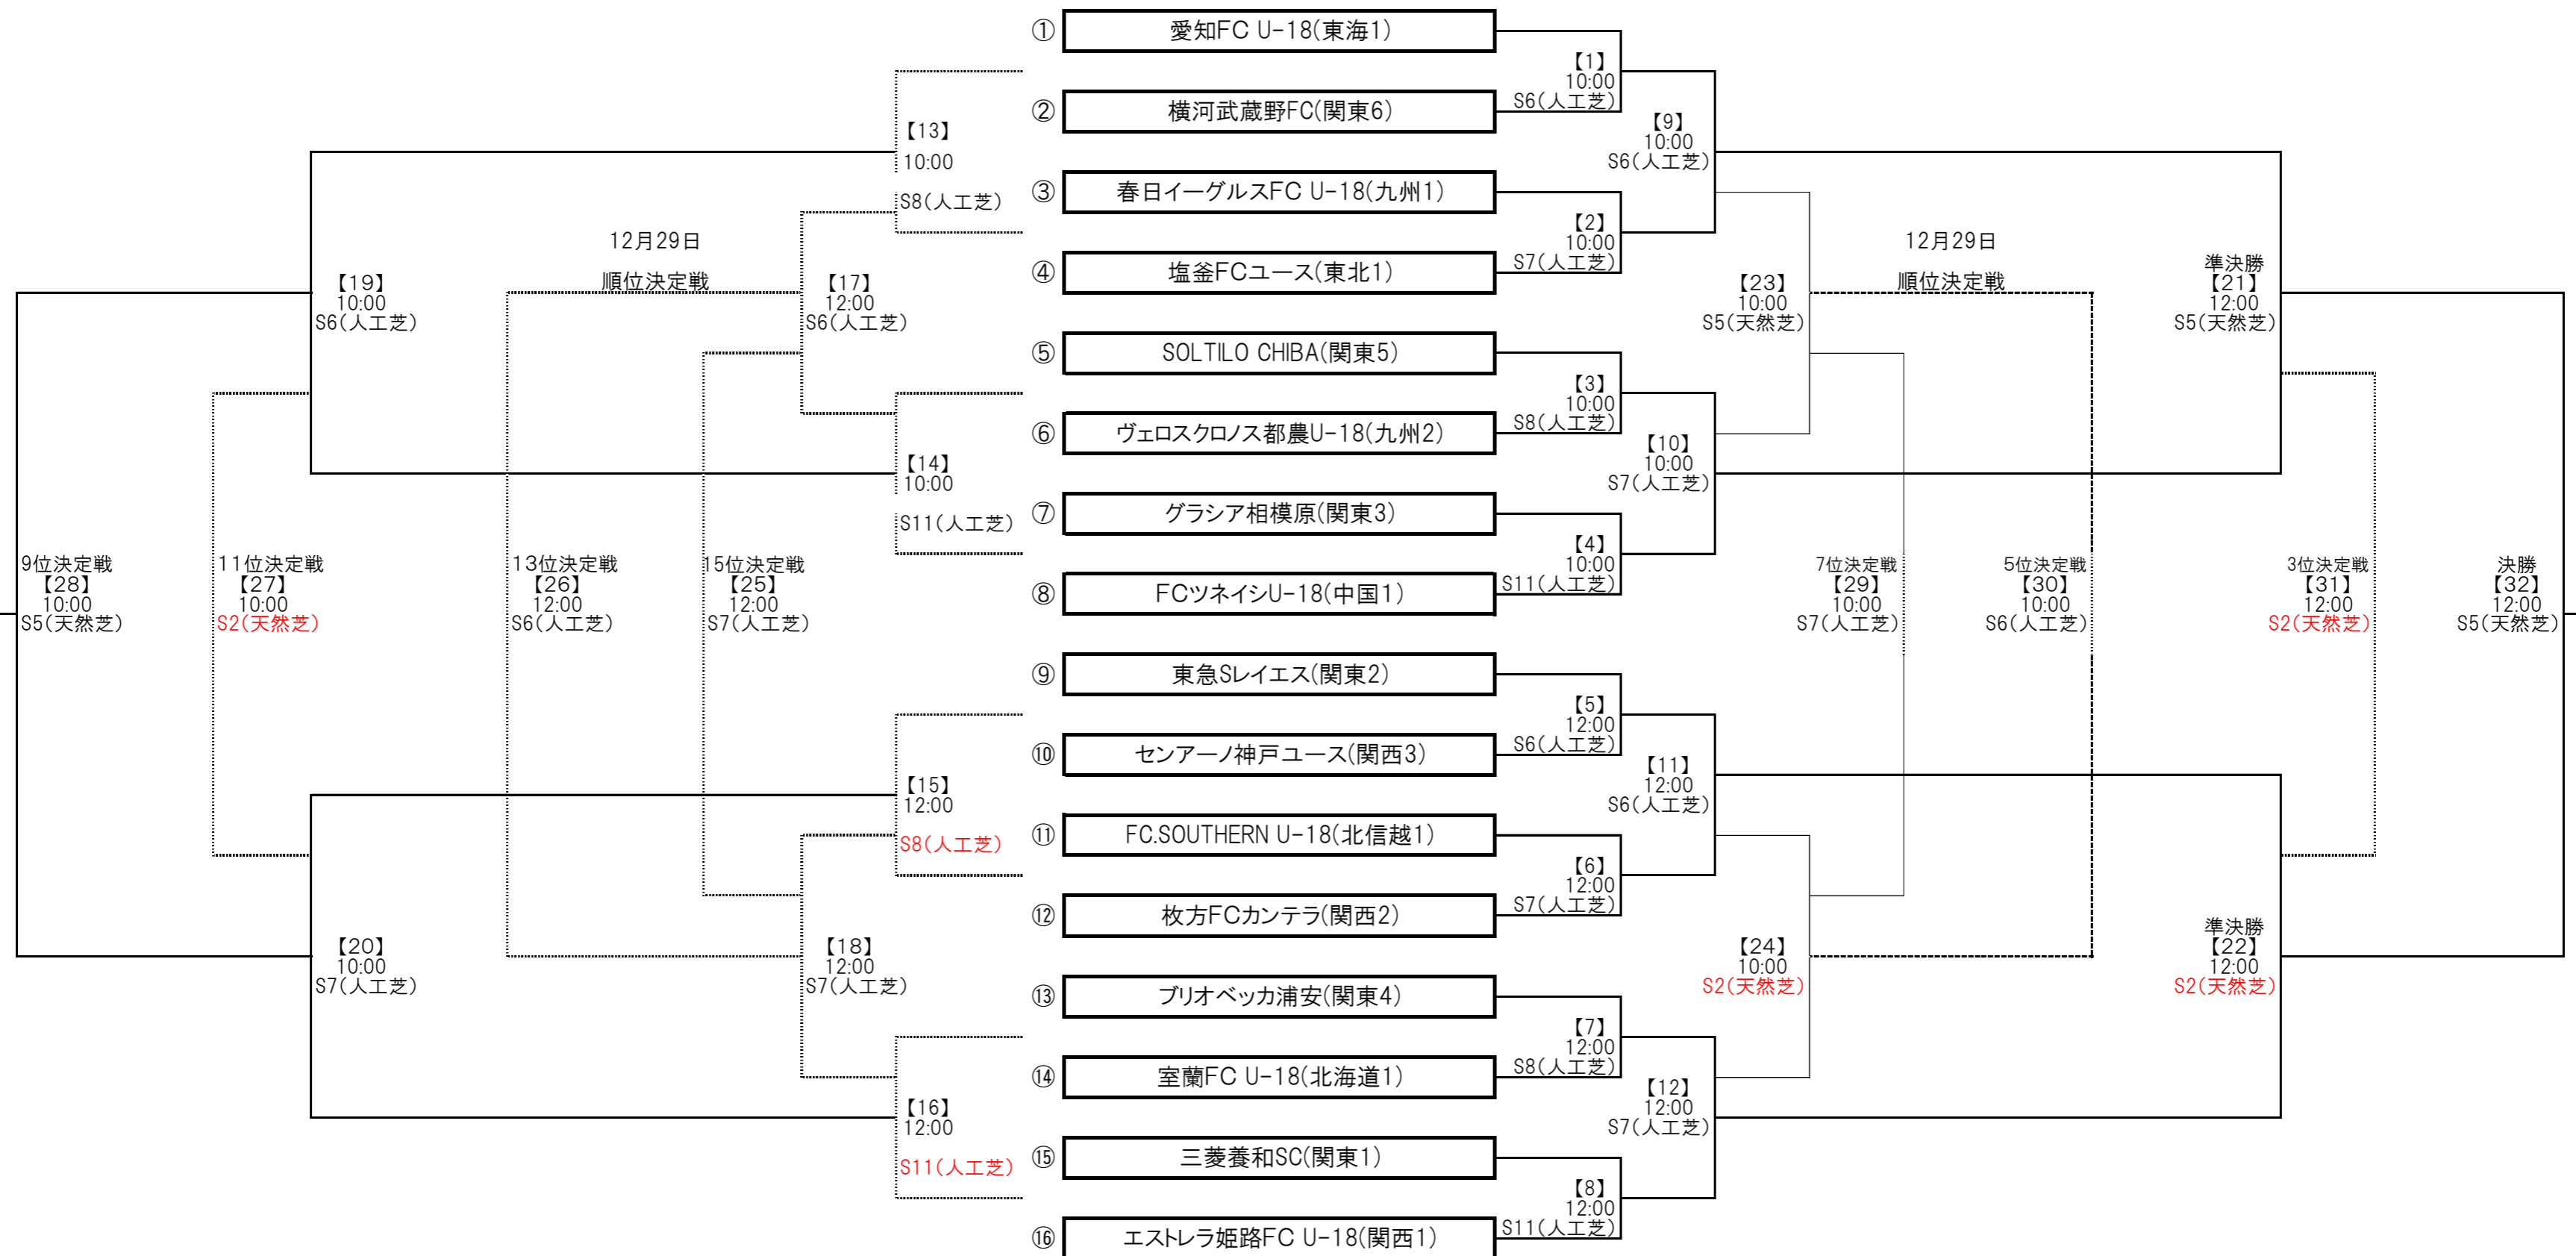 ① 愛知FC U-18(東海1)
② 横河武蔵野FC(関東6)
③ 春日イーグルスFC U-18(九州1)
④ 塩釜FCユース(東北1)
⑤ SOLTILO CHIBA(関東5)
⑥ ヴェロスクロノス都農U-18(九州2)
⑦ グラシア相模原(関東3)
⑧ FCツネイシU-18(中国1)
⑨ 東急Sレイエス(関東2)
⑩ センアーノ神戸ユース(関西3)
⑪ FC.SOUTHERN U-18(北信越1)
⑫ 枚方FCカンテラ(関西2)
⑬ ブリオベッカ浦安(関東4)
⑭ 室蘭FC U-18(北海道1)
⑮ 三菱養和SC(関東1)
⑯ エストレラ姫路FC U-18(関西1)
【1】
10:00
S6(人工芝)
【2】
10:00
S7(人工芝)
【3】
10:00
S8(人工芝)
【4】
10:00
S11(人工芝)
【5】
12:00
S6(人工芝)
【6】
12:00
S7(人工芝)
【7】
12:00
S8(人工芝)
【8】
12:00
S11(人工芝)
【9】
10:00
S6(人工芝)
【10】
10:00
S7(人工芝)
【11】
12:00
S6(人工芝)
【12】
12:00
S7(人工芝)
【13】
10:00
S8(人工芝)
【14】
10:00
S11(人工芝)
【15】
12:00
S8(人工芝)
【16】
12:00
S11(人工芝)
【17】
12:00
S6(人工芝)
【18】
12:00
S7(人工芝)
12月29日
順位決定戦
【19】
10:00
S6(人工芝)
【20】
10:00
S7(人工芝)
12月29日
順位決定戦
準決勝
【21】
12:00
S5(天然芝)
準決勝
【22】
12:00
S2(天然芝)
【23】
10:00
S5(天然芝)
【24】
10:00
S2(天然芝)
15位決定戦
【25】
12:00
S7(人工芝)
13位決定戦
【26】
12:00
S6(人工芝)
11位決定戦
【27】
10:00
S2(天然芝)
9位決定戦
【28】
10:00
S5(天然芝)
7位決定戦
【29】
10:00
S7(人工芝)
5位決定戦
【30】
10:00
S6(人工芝)
3位決定戦
【31】
12:00
S2(天然芝)
決勝
【32】
12:00
S5(天然芝)